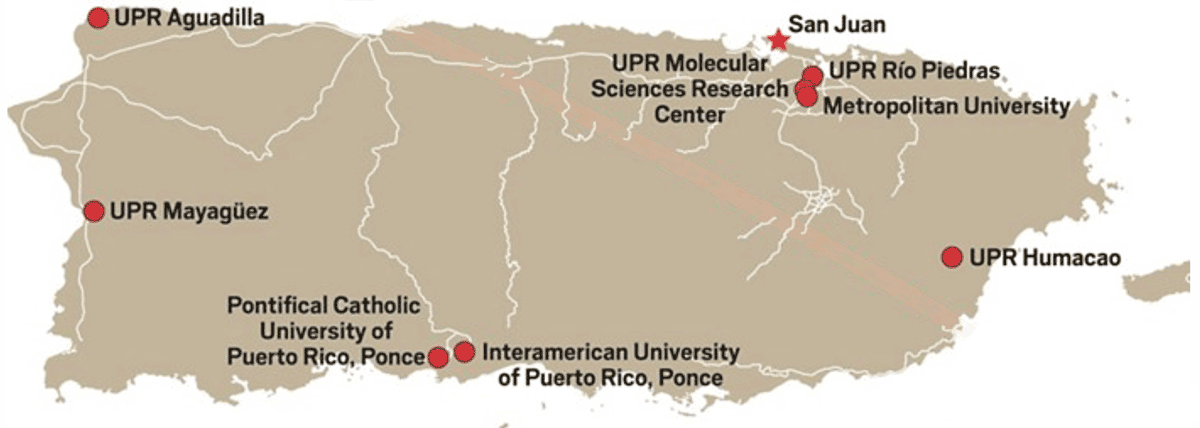 UPR Aguadilla
San Juan
UPR Molecular
Sciences Research
Center
UPR Río Piedras
Metropolitan University
UPR Mayagüez
UPR Humacao
Pontifical Catholic
University of
Puerto Rico, Ponce
Interamerican University
of Puerto Rico, Ponce